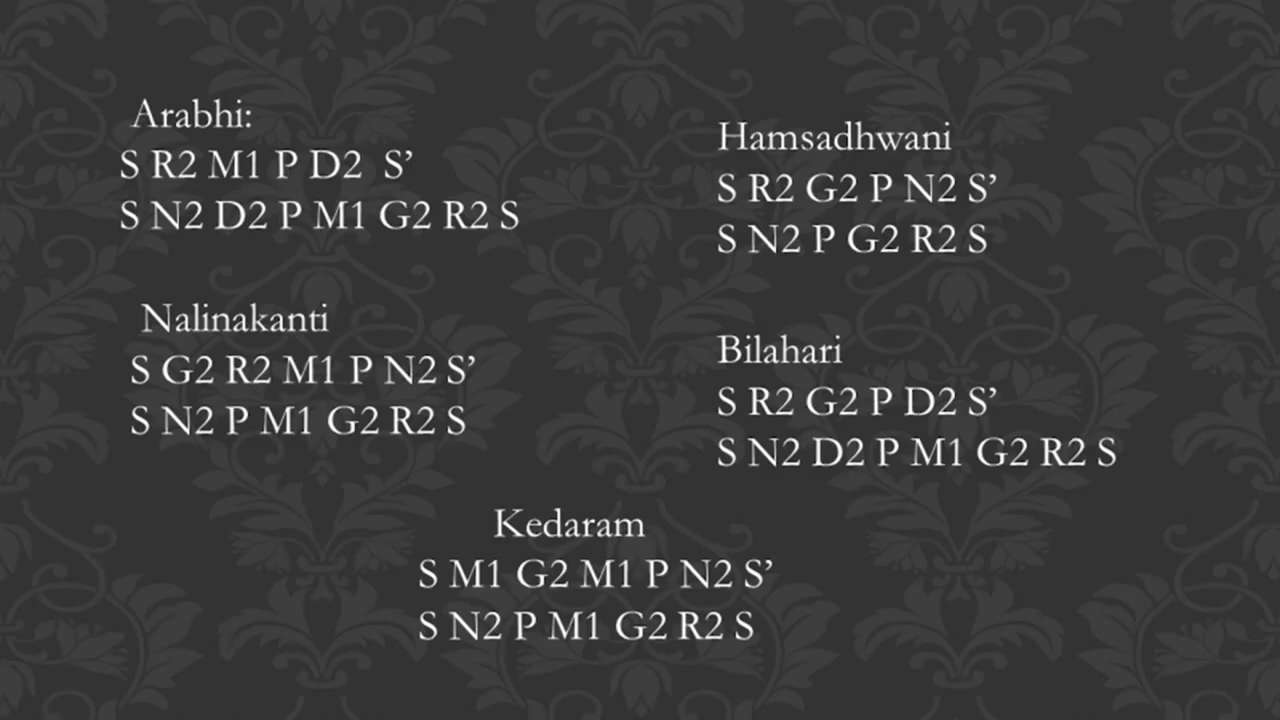 Arabhi:
S R2 M1 P D2 S’
S N2 D2 P M1 G2 R2 S
Hamsadhwani
S R2 G2 P N2 S’
S N2 P G2 R2 S
Nalinakanti
S G2 R2 M1 P N2 S’
S N2 P M1 G2 R2 S
Bilahari
S R2 G2 P D2 S’
S N2 D2 P M1 G2 R2 S
Kedaram
S M1 G2 M1 P N2 S’
S N2 P M1 G2 R2 S